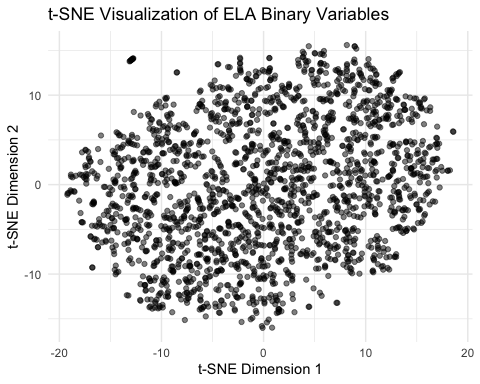 t-SNE Visualization of ELA Binary Variables
10
0
-10
-20
-10
0
10
20
t-SNE Dimension 1
t-SNE Dimension 2